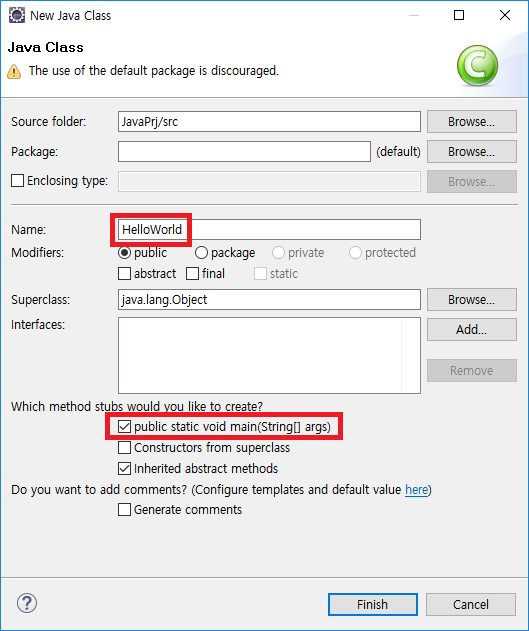 New Java Class
Java Class
The use of the default package is discouraged.
Source folder: JavaPrj/src Browse...
Package: (default) Browse...
Enclosing type: Browse...
Name: HelloWorld
Modifiers: public package private protected
abstract final static
Superclass: java.lang.Object Browse...
Interfaces: Add...
Remove
Which method stubs would you like to create?
public static void main(String[] args)
Constructors from superclass
Inherited abstract methods
Do you want to add comments? (Configure templates and default value here)
Generate comments
? Finish Cancel